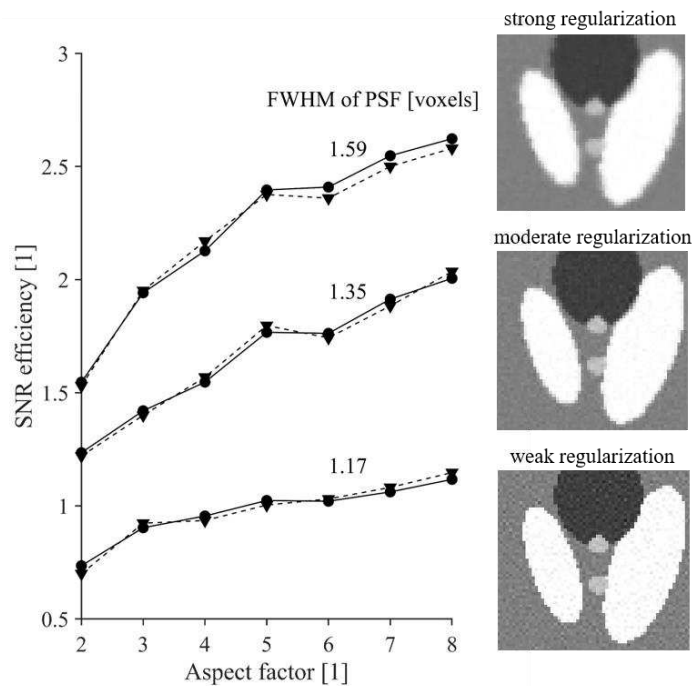 strong regularization
3
FWHM of PSF [voxels]
1.59
2.5
moderate regularization
2
1.35
SNR efficiency [1]
1.5
weak regularization
1.17
1
0.5
2 3 4 5 6 7 8
Aspect factor [1]